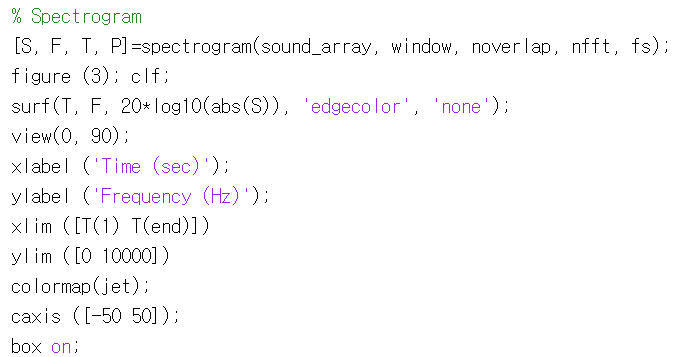 % Spectrogram
[S, F, T, P]=spectrogram(sound_array, window, noverlap, nfft, fs);
figure (3); clf;
surf(T, F, 20*log10(abs(S)), 'edgecolor', 'none');
view(0, 90);
xlabel ('Time (sec)');
ylabel ('Frequency (Hz)');
xlim ([T(1) T(end)])
ylim ([0 10000])
colormap(jet);
caxis ([-50 50]);
box on;